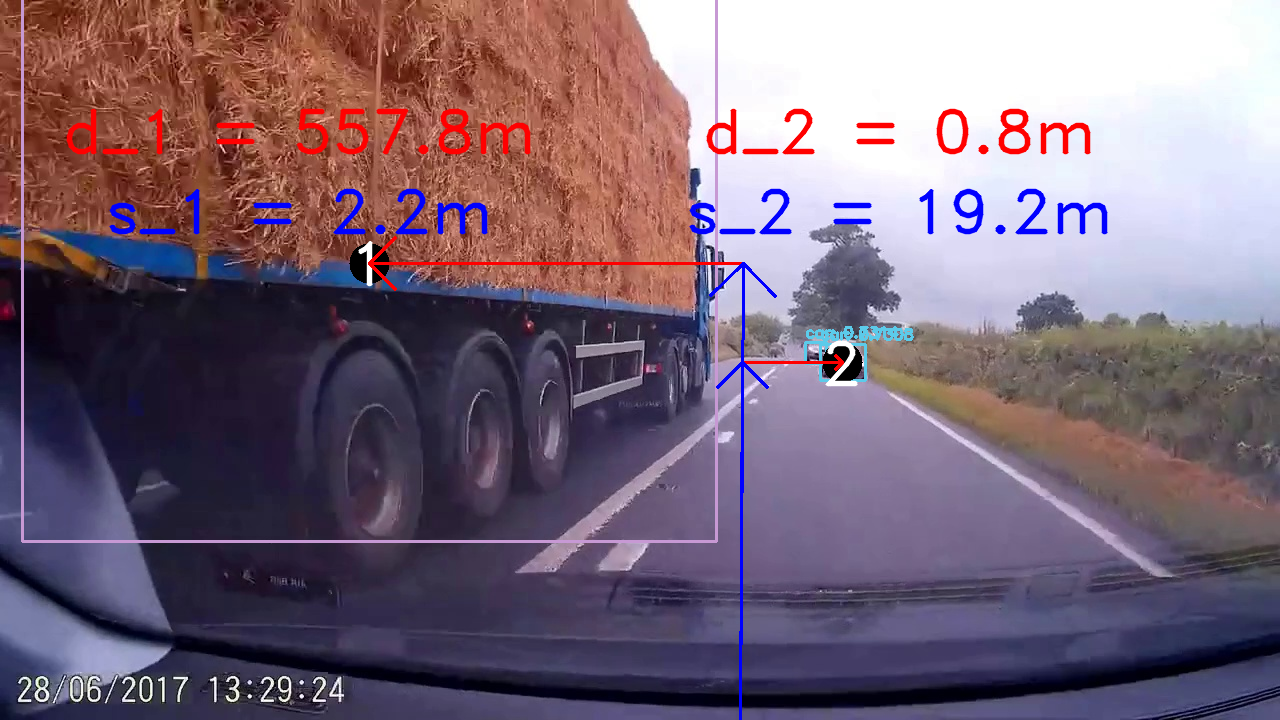 d_1 = 557.8m
d_2 = 0.8m
s_1 = 2.2m
s_2 = 19.2m
1
2
28/06/2017 13:29:24